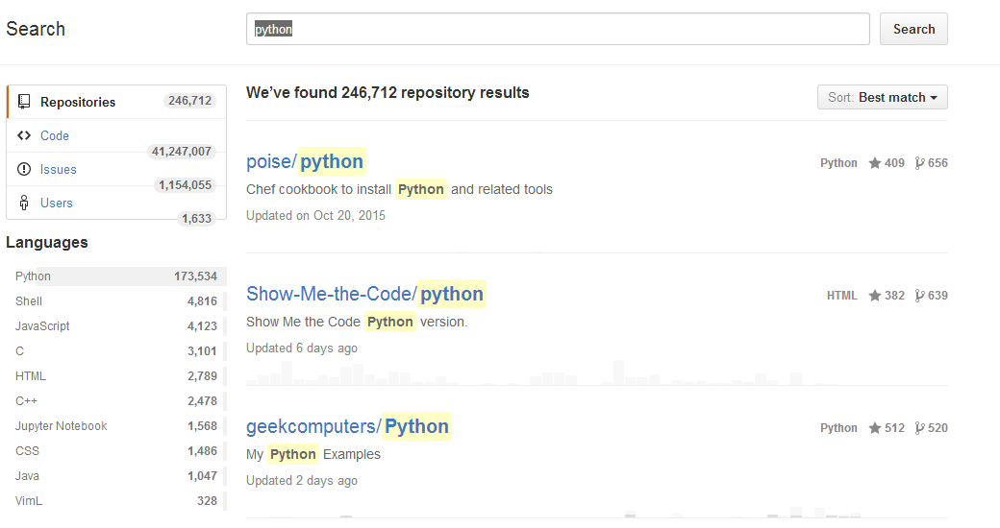 Search
python
Search
Repositories 246,712
Code 41,247,007
Issues 1,154,055
Users 1,633
Languages
Python 173,534
Shell 4,816
JavaScript 4,123
C 3,101
HTML 2,789
C++ 2,478
Jupyter Notebook 1,568
CSS 1,486
Java 1,047
VimL 328
We’ve found 246,712 repository results
Sort: Best match
poise/python
Python 409 656
Chef cookbook to install Python and related tools
Updated on Oct 20, 2015
Show-Me-the-Code/python
HTML 382 639
Show Me the Code Python version.
Updated 6 days ago
geekcomputers/Python
Python 512 520
My Python Examples
Updated 2 days ago